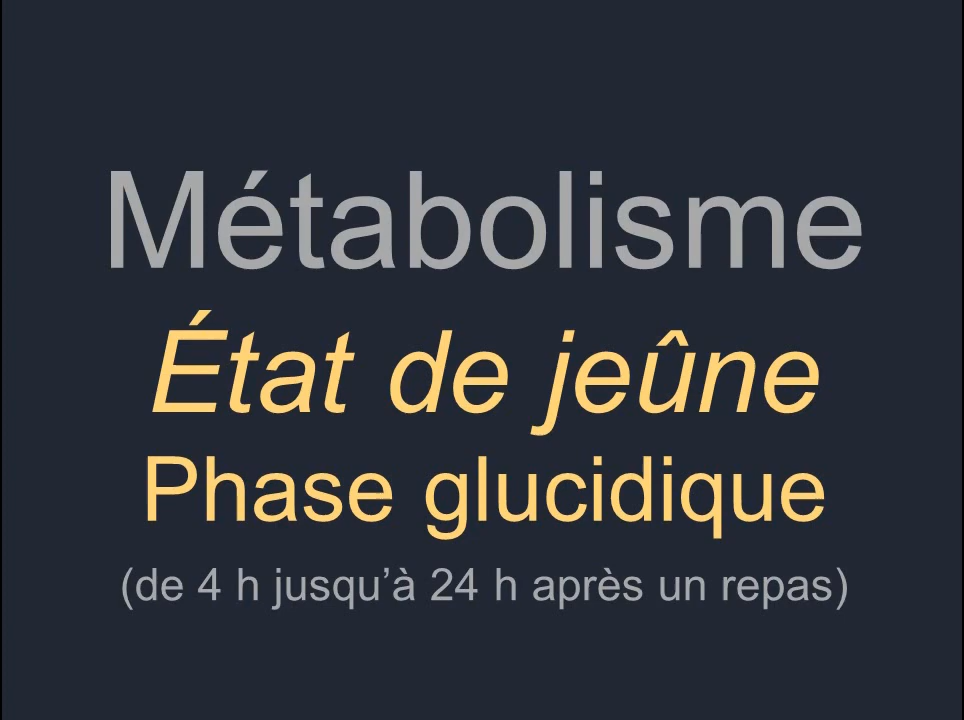 Métabolisme
État de jeûne
Phase glucidique
(de 4 h jusqu’à 24 h après un repas)